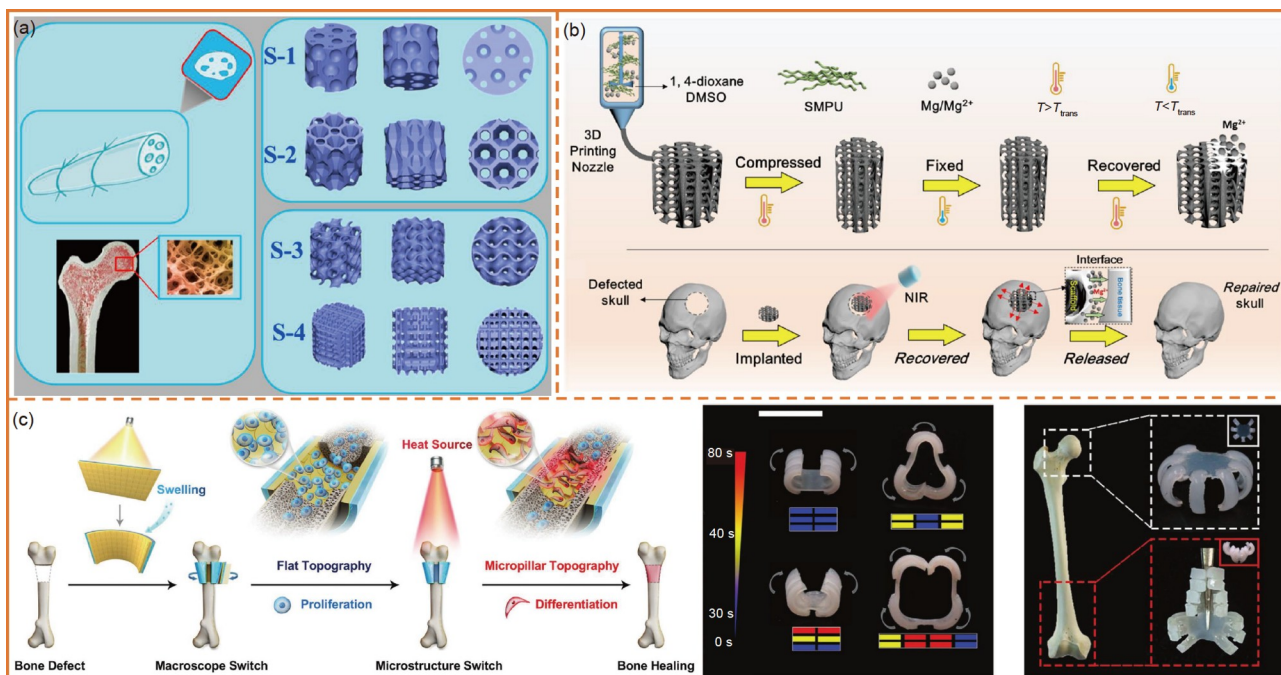 (a)
S-1
S-2
S-3
S-4
(b)
1, 4-dioxane
DMSO
SMPU
Mg/Mg²⁺
T>Ttrans
T<Ttrans
3D
Printing
Nozzle
Compressed
Fixed
Recovered
Mg²⁺
Defected
skull
Implanted
NIR
Recovered
Interface
Scaffold
Mg²⁺
Bone tissue
Released
Repaired
skull
(c)
Swelling
Heat Source
Flat Topography
Proliferation
Micropillar Topography
Differentiation
Bone Defect
Macroscope Switch
Microstructure Switch
Bone Healing
80 s
40 s
30 s
0 s